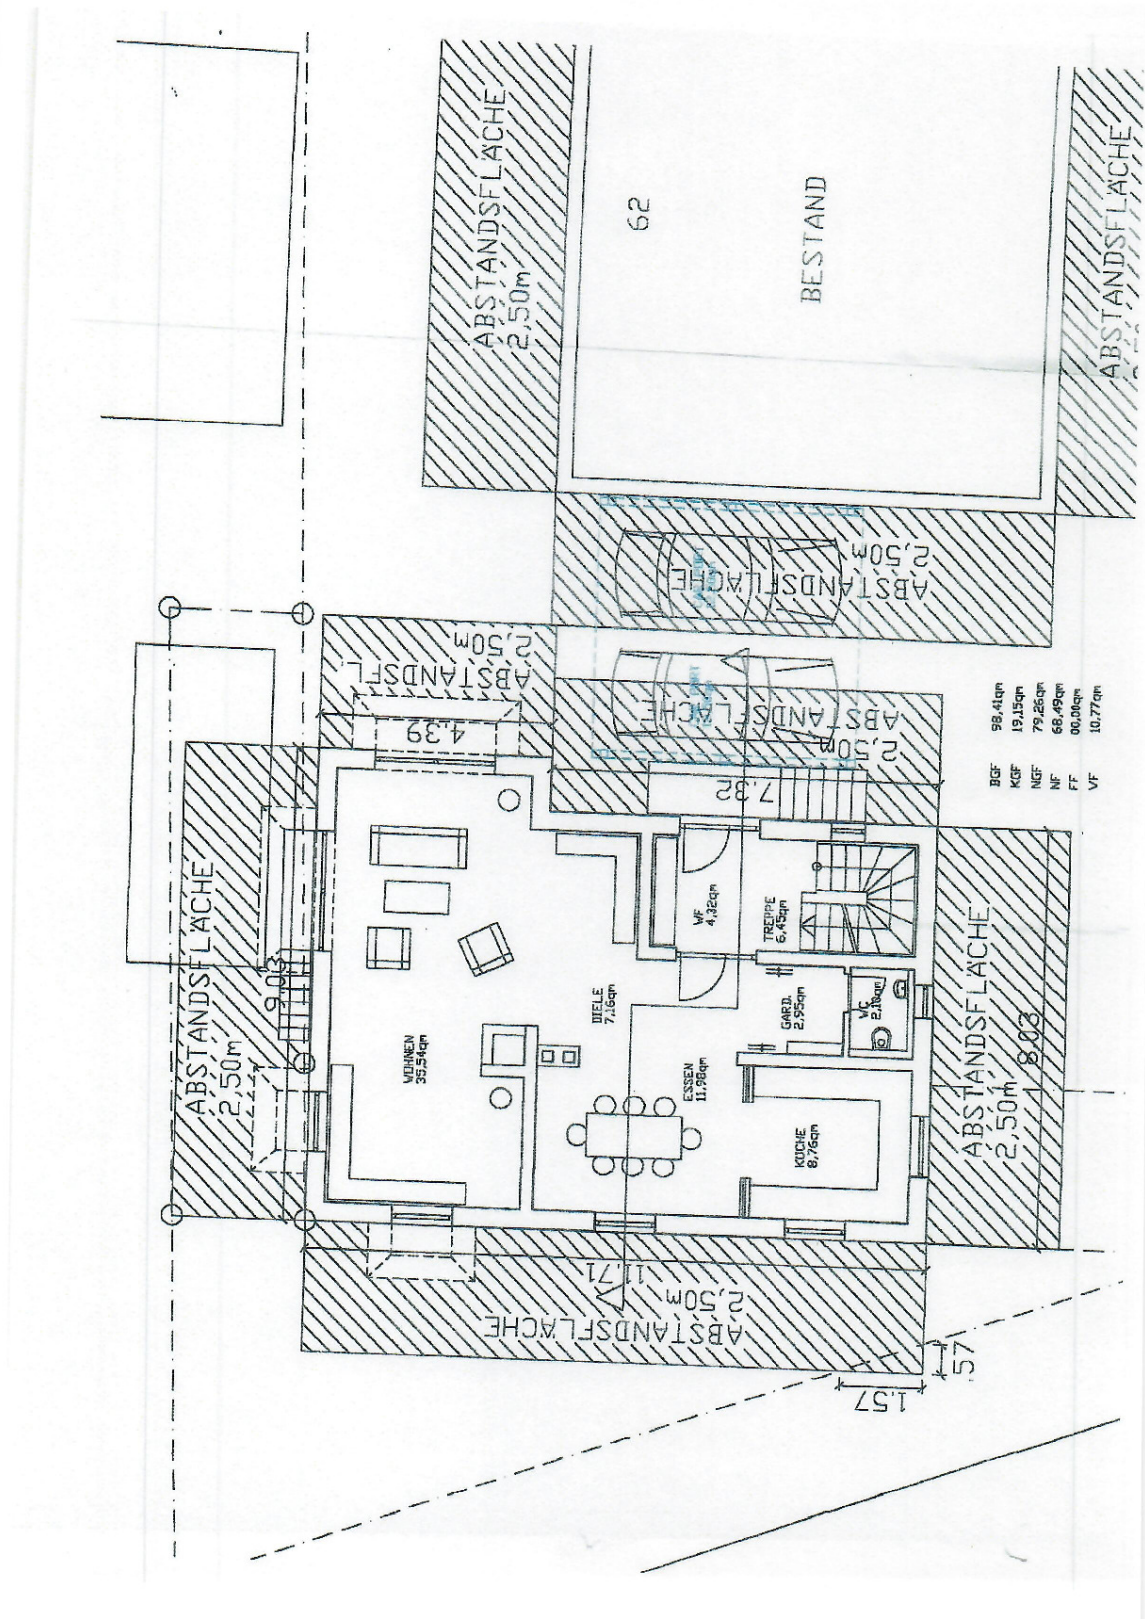 ABSTANDSFLÄCHE
2,50m
62
BESTAND
ABSTANDSFLÄCHE
ABSTANDSFLÄCHE
2,50m
ABSTANDSFL
2,50m
4.39
ABSTANDSFLÄCHE
2,50m
7.32
ABSTANDSFLÄCHE
2,50m
9.03
WOHNEN
35,54qm
DIELE
7,16qm
WF
4,32qm
TREPPE
6,45qm
GARD.
2,95qm
WC
2,10qm
ESSEN
11,98qm
KÜCHE
8,76qm
ABSTANDSFLÄCHE
2,50m
8.03
11.71
ABSTANDSFLÄCHE
2,50m
1.57
.57
BGF 98,41qm
KGF 19,15qm
NGF 79,26qm
NF 68,49qm
FF 00,00qm
VF 10,77qm